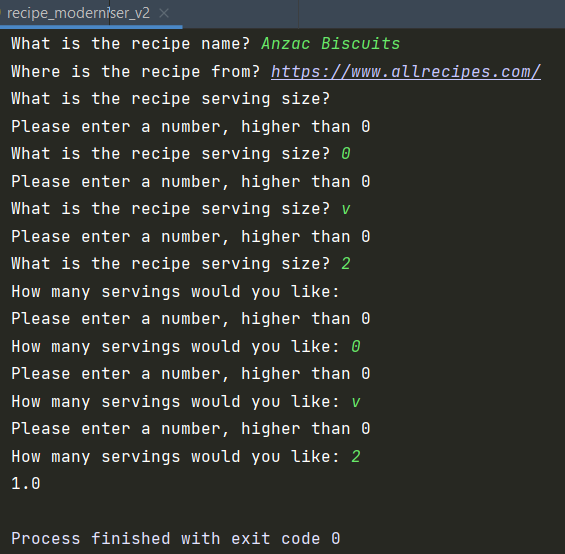 recipe_moderniser_v2
What is the recipe name? Anzac Biscuits
Where is the recipe from? https://www.allrecipes.com/
What is the recipe serving size?
Please enter a number, higher than 0
What is the recipe serving size? 0
Please enter a number, higher than 0
What is the recipe serving size? v
Please enter a number, higher than 0
What is the recipe serving size? 2
How many servings would you like:
Please enter a number, higher than 0
How many servings would you like: 0
Please enter a number, higher than 0
How many servings would you like: v
Please enter a number, higher than 0
How many servings would you like: 2
1.0
Process finished with exit code 0